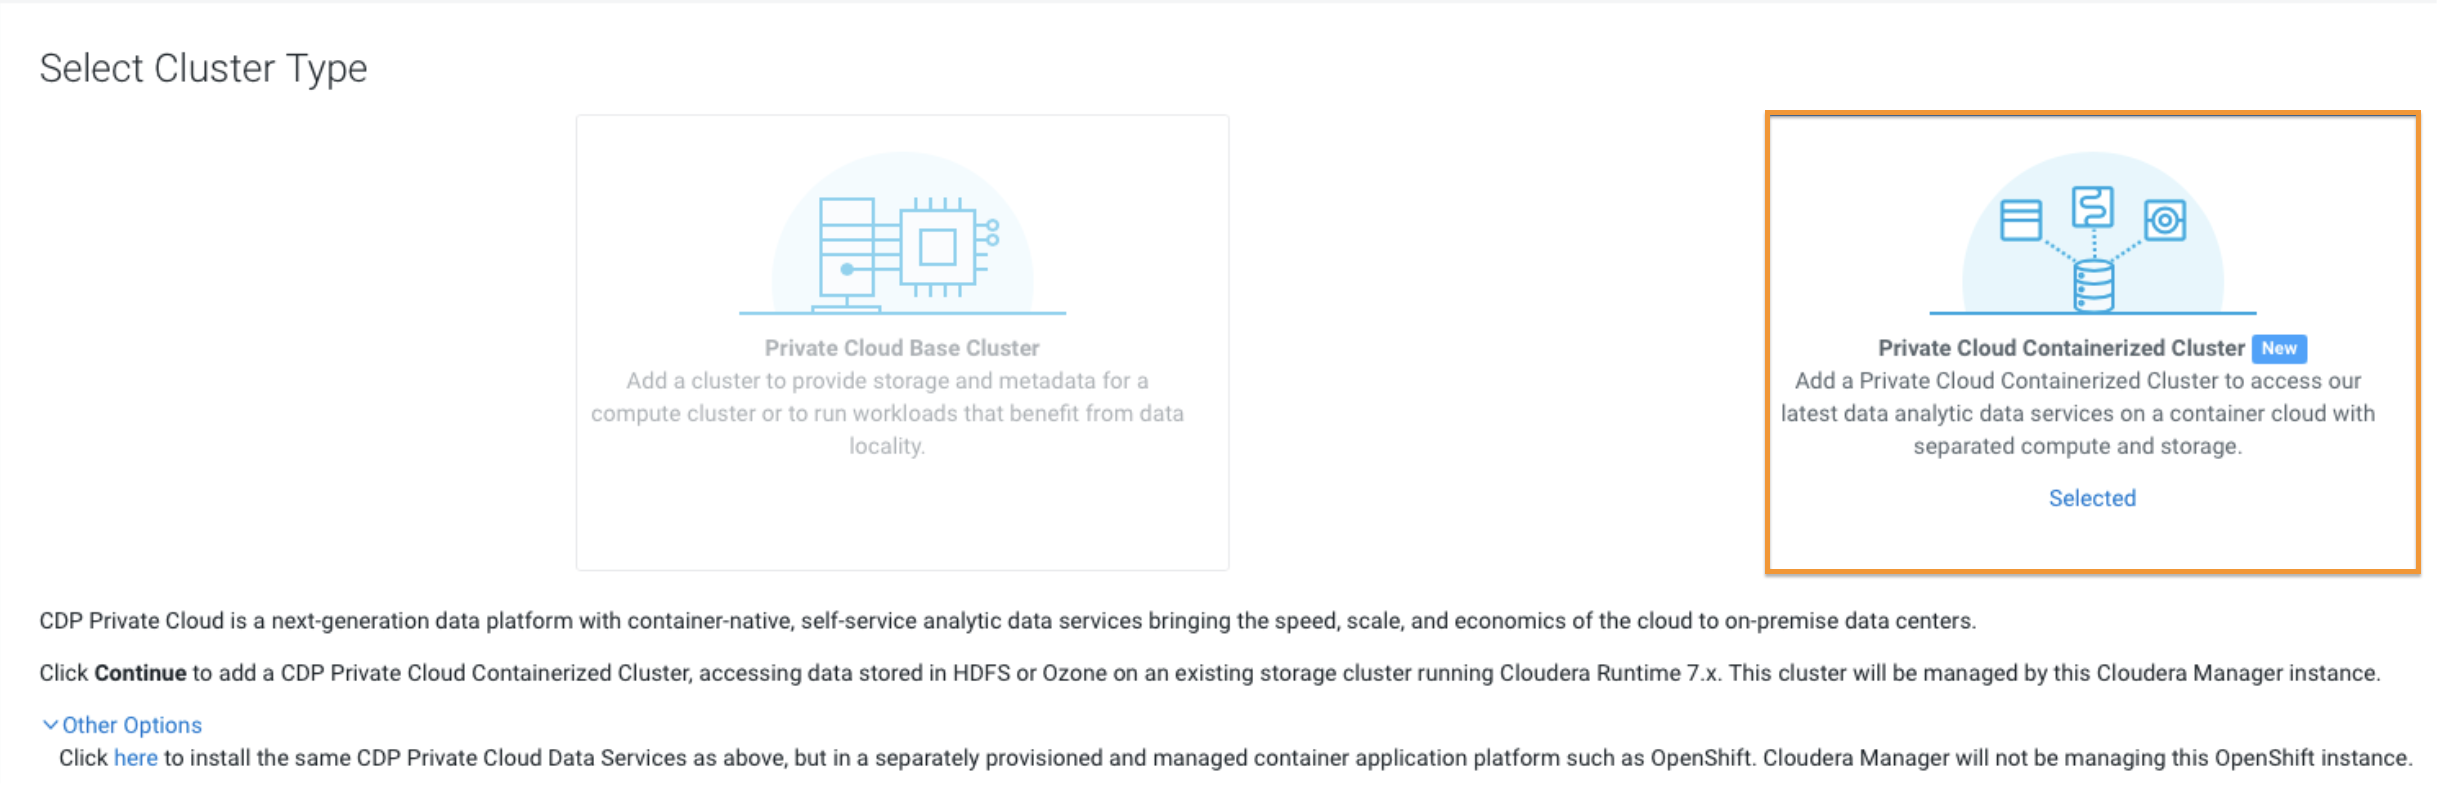 Select Cluster Type
Private Cloud Base Cluster
Add a cluster to provide storage and metadata for a
compute cluster or to run workloads that benefit from data
locality.
Private Cloud Containerized Cluster New
Add a Private Cloud Containerized Cluster to access our
latest data analytic data services on a container cloud with
separated compute and storage.
Selected
CDP Private Cloud is a next-generation data platform with container-native, self-service analytic data services bringing the speed, scale, and economics of the cloud to on-premise data centers.
Click Continue to add a CDP Private Cloud Containerized Cluster, accessing data stored in HDFS or Ozone on an existing storage cluster running Cloudera Runtime 7.x. This cluster will be managed by this Cloudera Manager instance.
Other Options
Click here to install the same CDP Private Cloud Data Services as above, but in a separately provisioned and managed container application platform such as OpenShift. Cloudera Manager will not be managing this OpenShift instance.